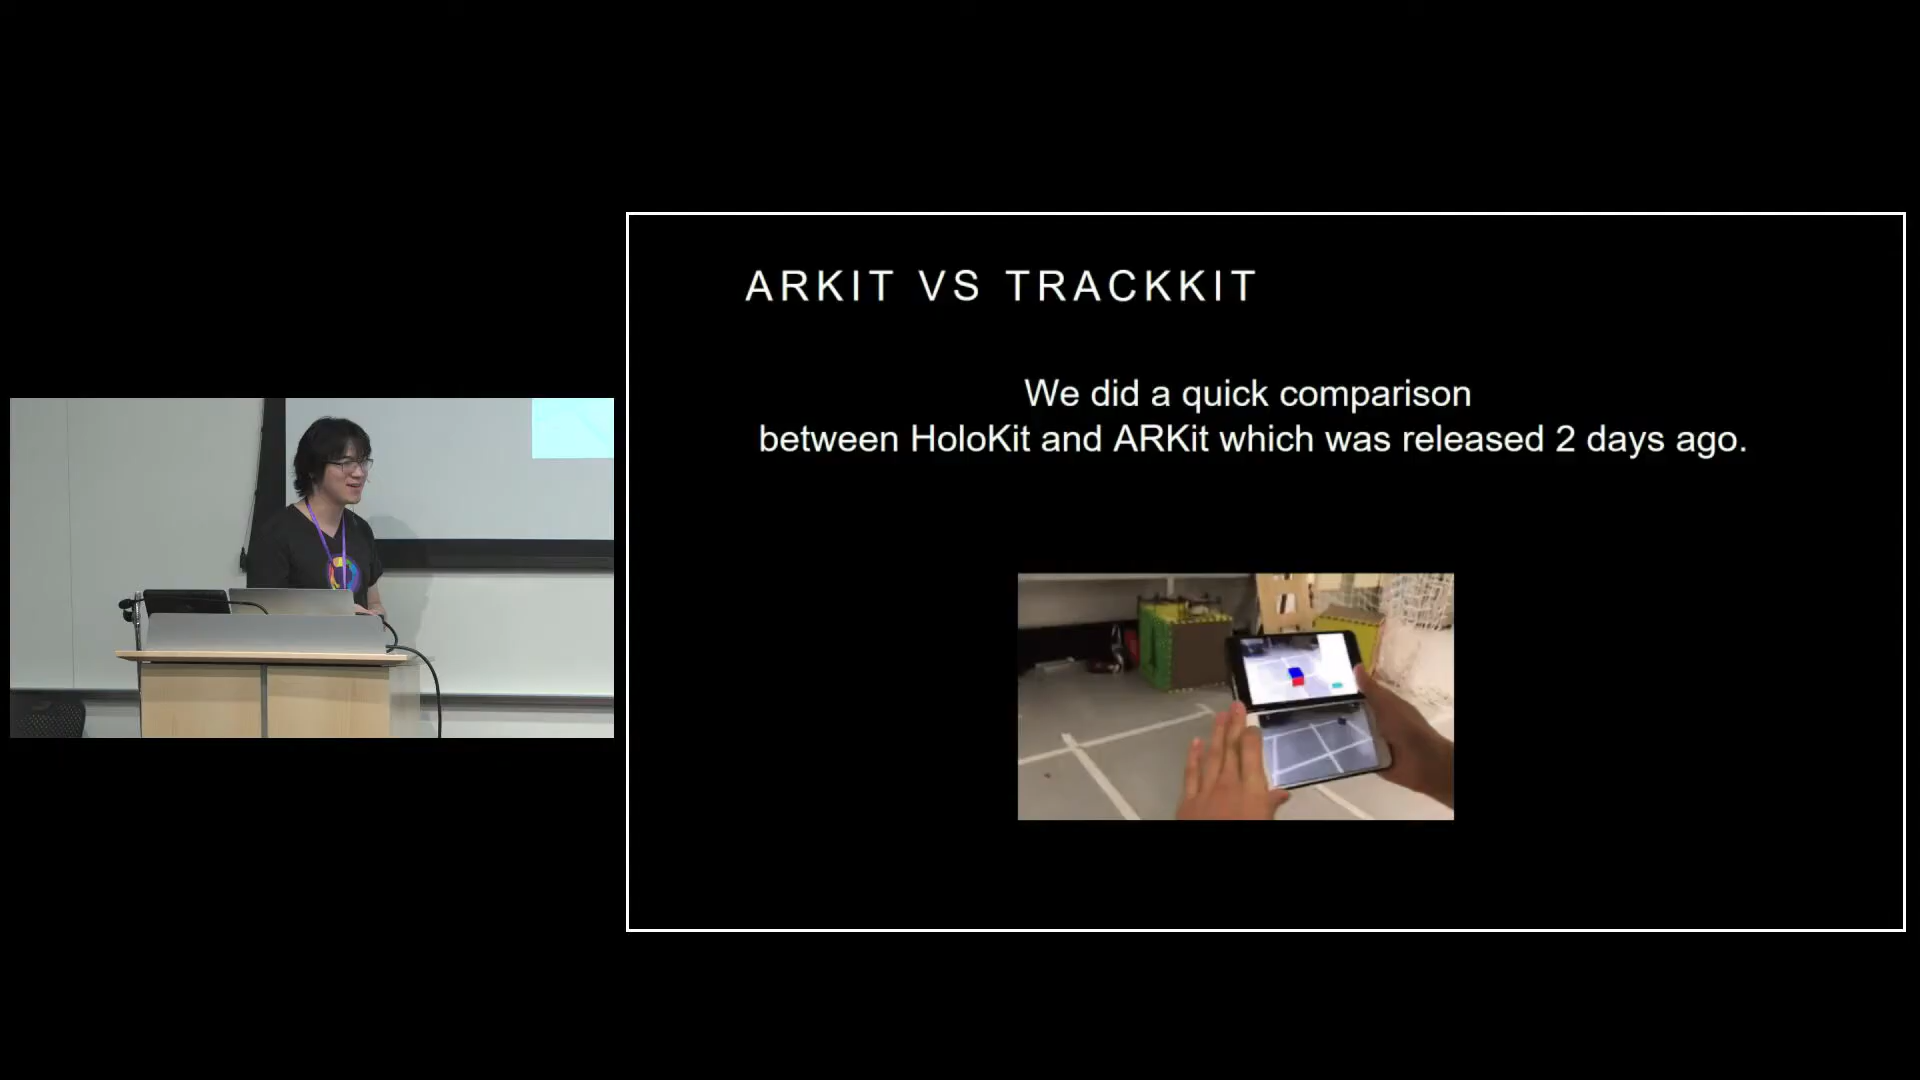 ARKIT VS TRACKKIT
We did a quick comparison
between HoloKit and ARKit which was released 2 days ago.